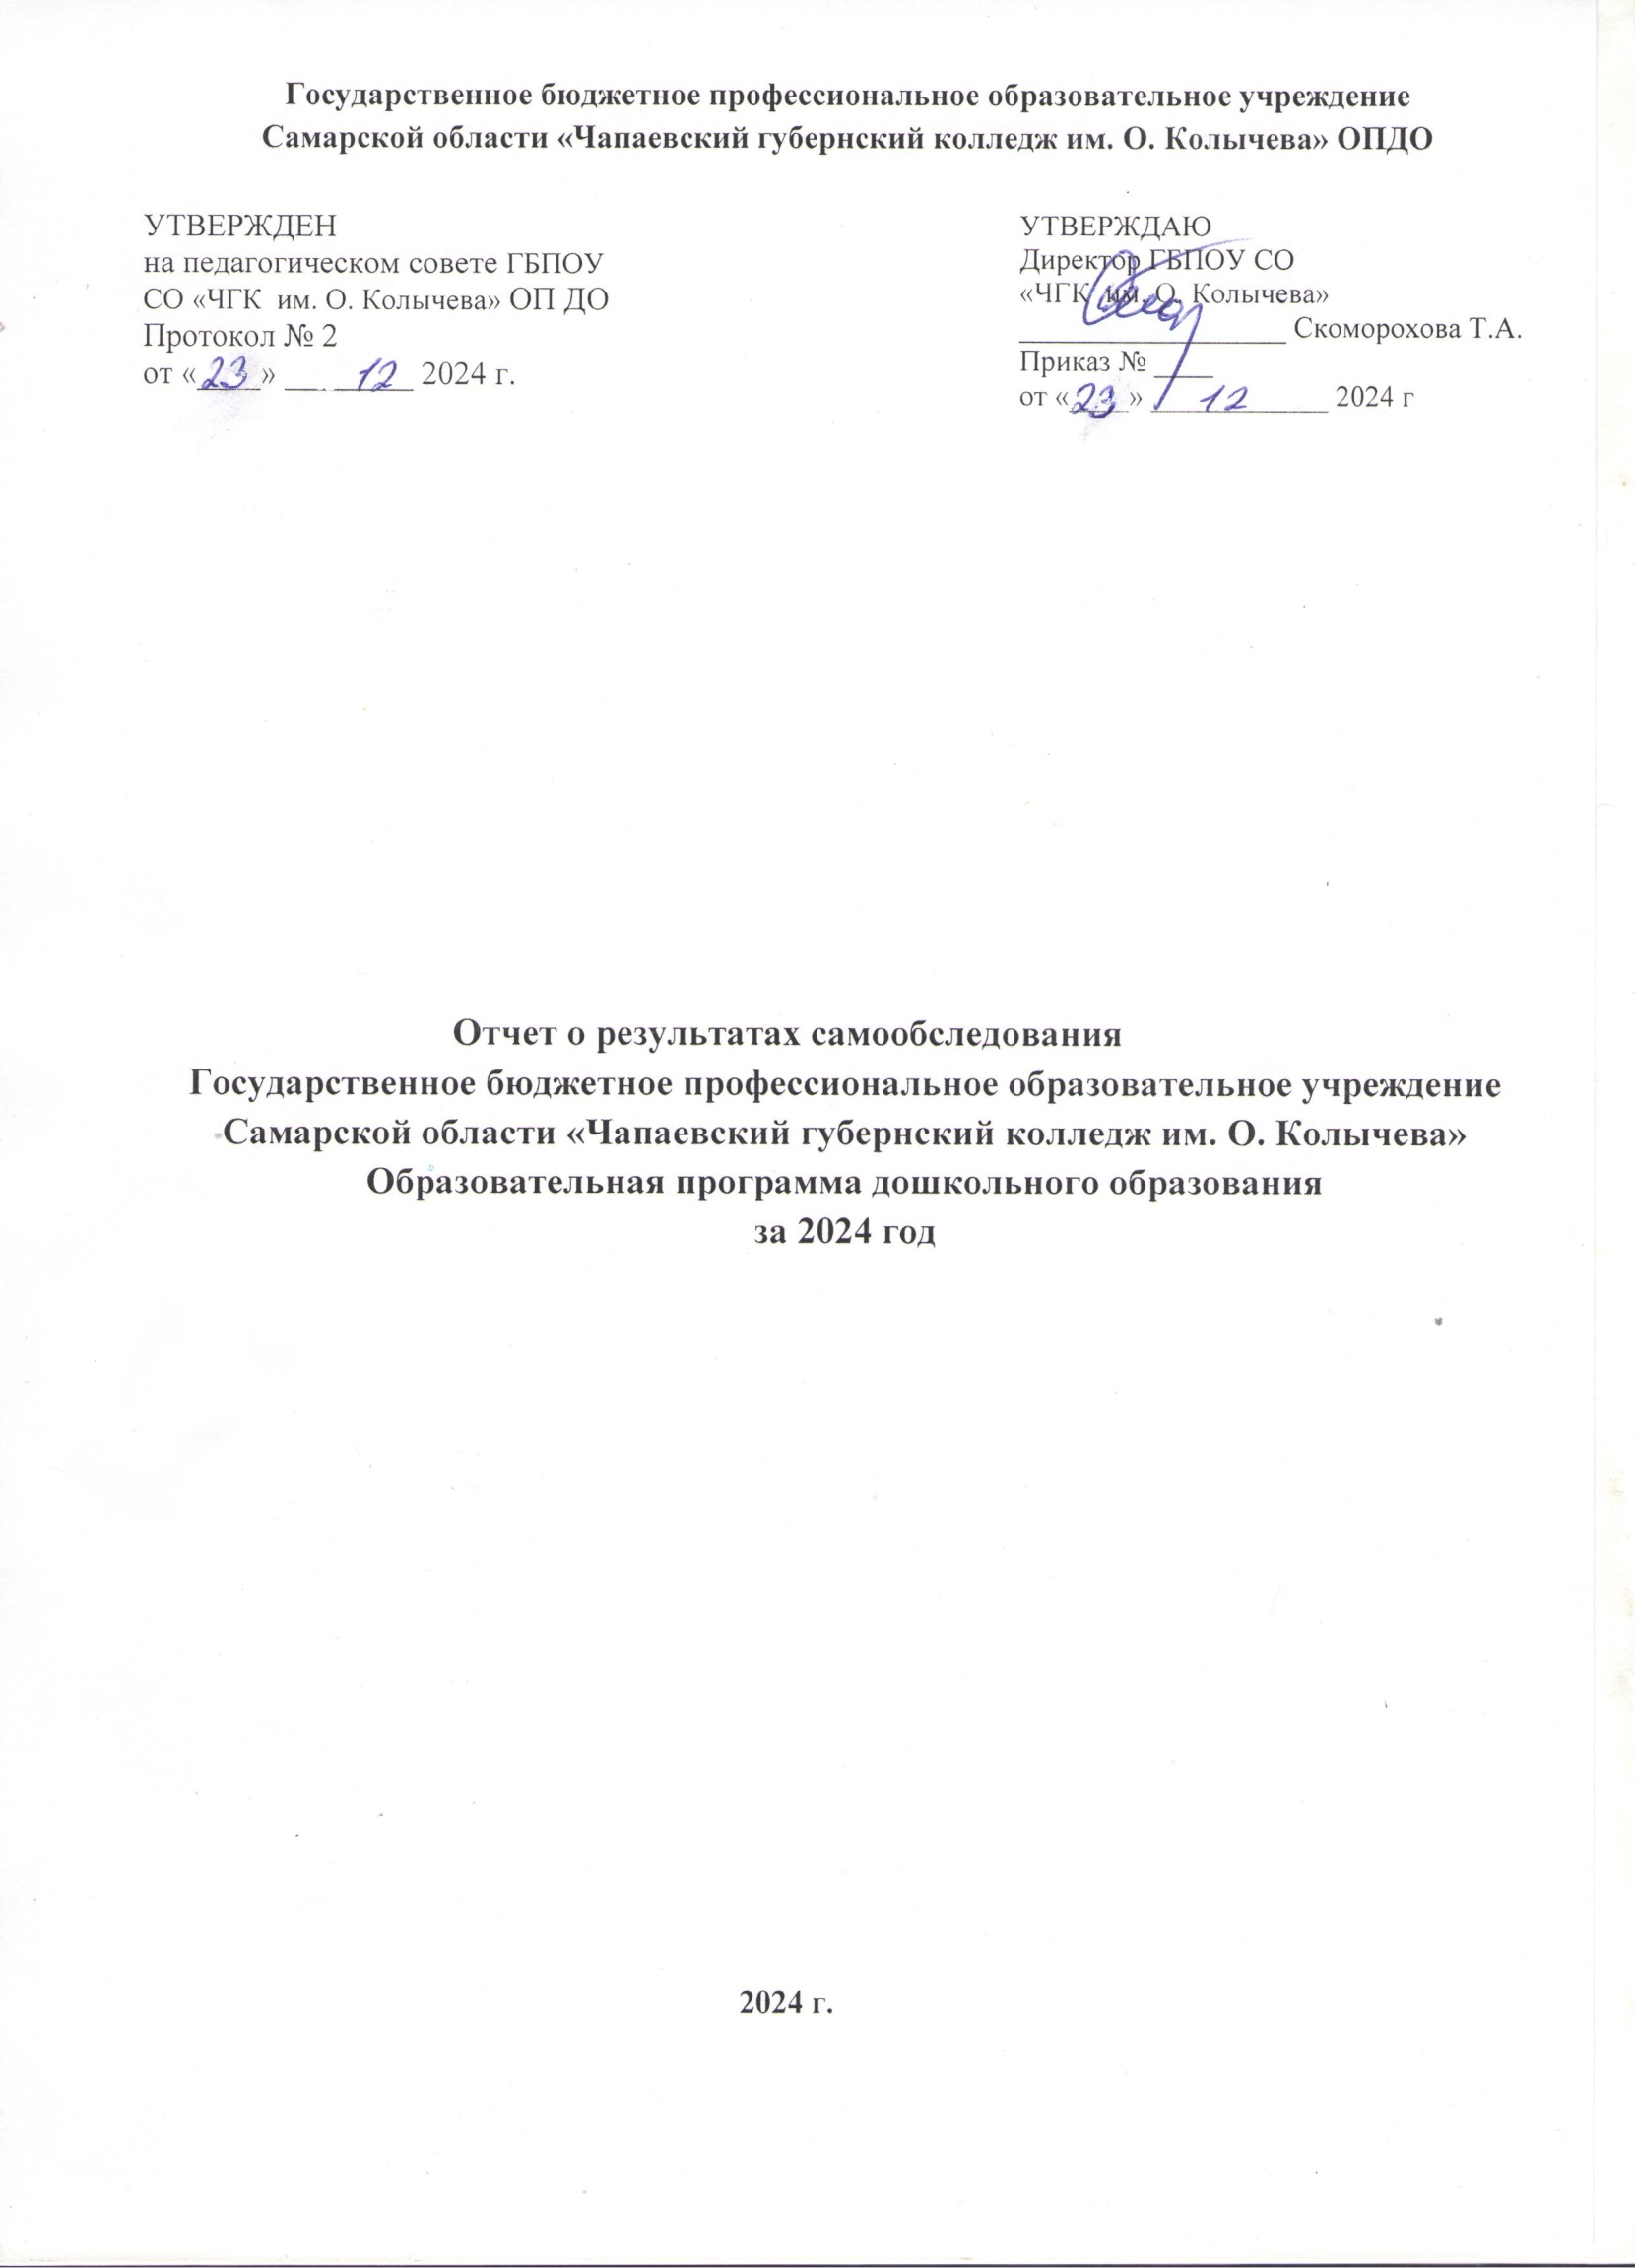 Государственное бюджетное профессиональное образовательное учреждение
Самарской области «Чапаевский губернский колледж им. О. Колычева» ОПДО
УТВЕРЖДЕН
на педагогическом совете ГБПОУ
СО «ЧГК им. О. Колычева» ОП ДО
Протокол № 2
от «23» 12 2024 г.
УТВЕРЖДАЮ
Директор ГБПОУ СО
«ЧГК им. О. Колычева»
__________________ Скоморохова Т.А.
Приказ № ____
от «23» 12 2024 г
Отчет о результатах самообследования
Государственное бюджетное профессиональное образовательное учреждение
Самарской области «Чапаевский губернский колледж им. О. Колычева»
Образовательная программа дошкольного образования
за 2024 год
2024 г.